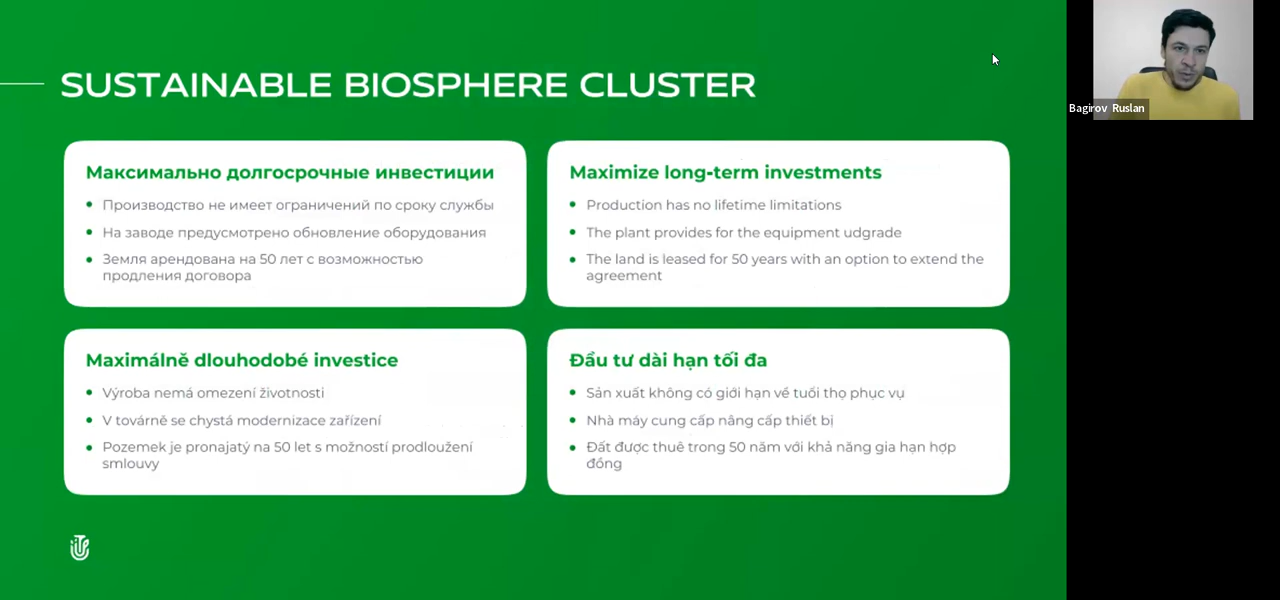 SUSTAINABLE BIOSPHERE CLUSTER
Максимально долгосрочные инвестиции
Производство не имеет ограничений по сроку службы
На заводе предусмотрено обновление оборудования
Земля арендована на 50 лет с возможностью
продления договора
Maximize long-term investments
Production has no lifetime limitations
The plant provides for the equipment udgrade
The land is leased for 50 years with an option to extend the
agreement
Maximálně dlouhodobé investice
Výroba nemá omezení životnosti
V továrně se chystá modernizace zařízení
Pozemek je pronajatý na 50 let s možností prodloužení
smlouvy
Đầu tư dài hạn tối đa
Sản xuất không có giới hạn về tuổi thọ phục vụ
Nhà máy cung cấp nâng cấp thiết bị
Đất được thuê trong 50 năm với khả năng gia hạn hợp
đồng
Bagirov Ruslan